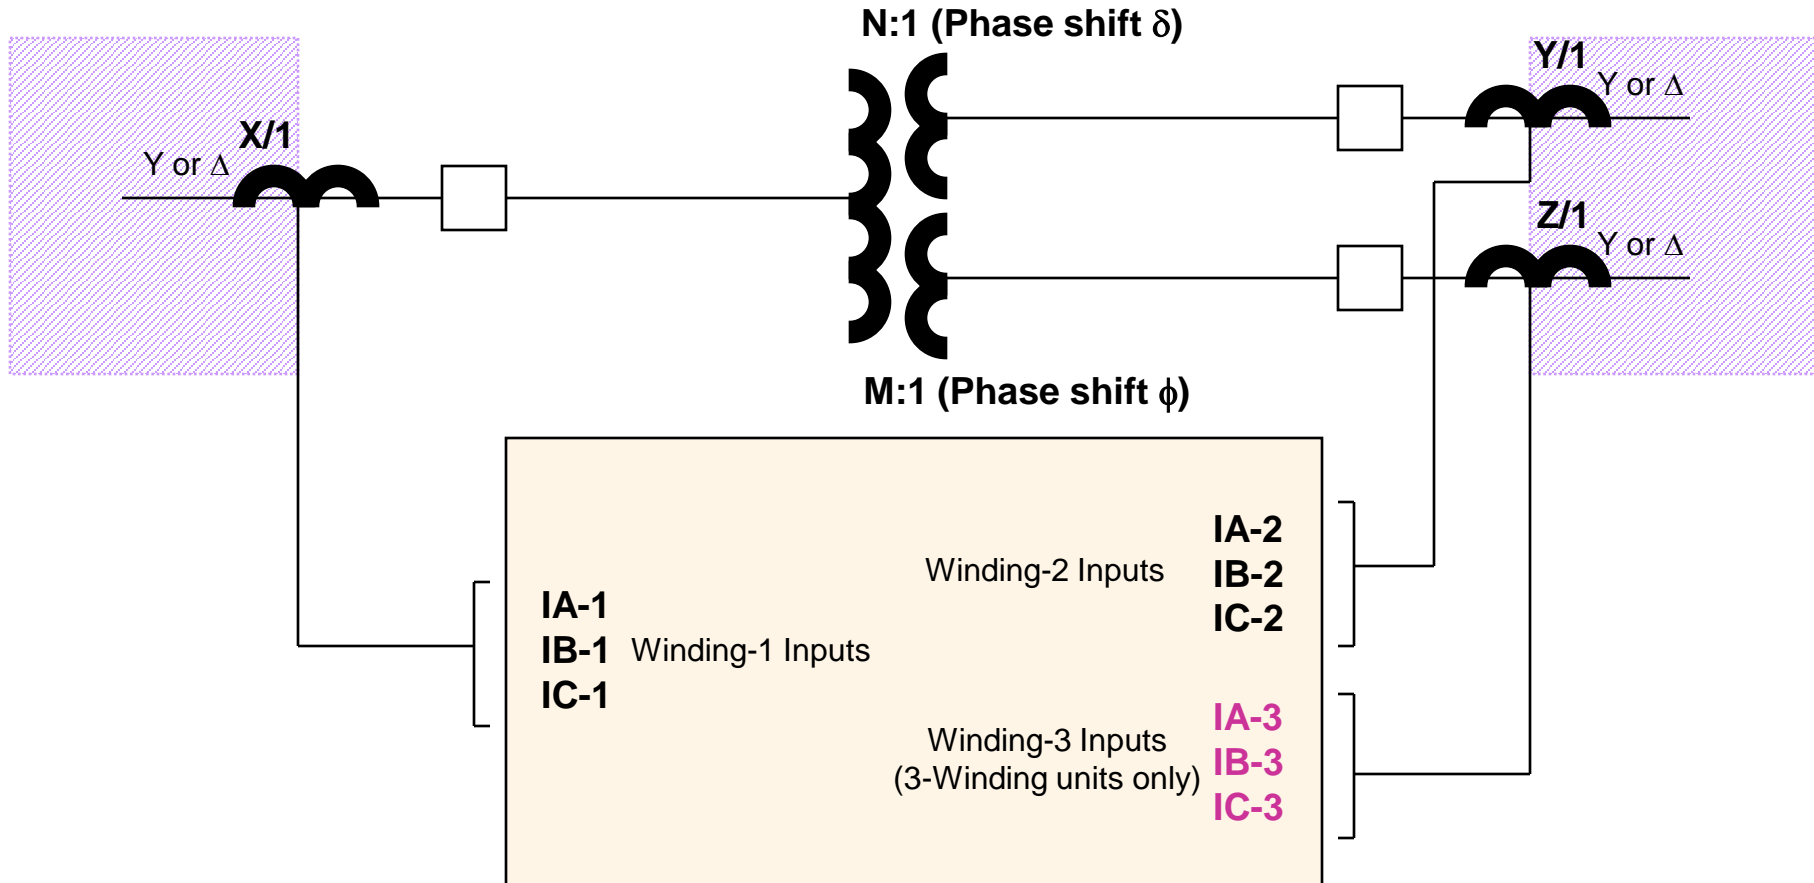 N:1 (Phase shift δ)
Y/1
Y or Δ
X/1
Y or Δ
Z/1
Y or Δ
M:1 (Phase shift ϕ)
IA-1
IB-1
IC-1
Winding-1 Inputs
Winding-2 Inputs
IA-2
IB-2
IC-2
Winding-3 Inputs
(3-Winding units only)
IA-3
IB-3
IC-3